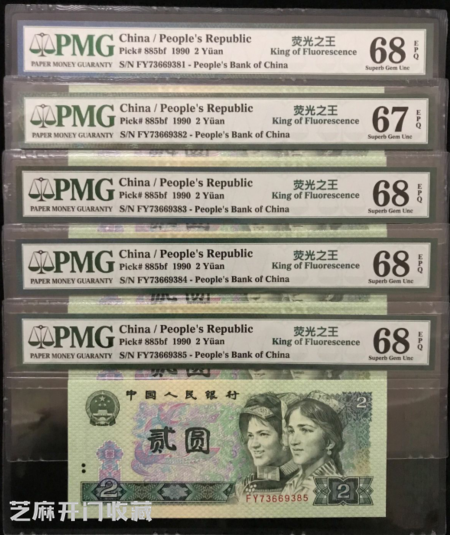 PMG
PAPER MONEY GUARANTY
China / People's Republic
Pick# 885bf 1990 2 Yüan
S/N FY73669381 - People's Bank of China
荧光之王
King of Fluorescence
68 EPQ
Superb Gem Unc
PMG
PAPER MONEY GUARANTY
China / People's Republic
Pick# 885bf 1990 2 Yüan
S/N FY73669382 - People's Bank of China
荧光之王
King of Fluorescence
67 EPQ
Superb Gem Unc
PMG
PAPER MONEY GUARANTY
China / People's Republic
Pick# 885bf 1990 2 Yüan
S/N FY73669383 - People's Bank of China
荧光之王
King of Fluorescence
68 EPQ
Superb Gem Unc
PMG
PAPER MONEY GUARANTY
China / People's Republic
Pick# 885bf 1990 2 Yüan
S/N FY73669384 - People's Bank of China
荧光之王
King of Fluorescence
68 EPQ
Superb Gem Unc
PMG
PAPER MONEY GUARANTY
China / People's Republic
Pick# 885bf 1990 2 Yüan
S/N FY73669385 - People's Bank of China
荧光之王
King of Fluorescence
68 EPQ
Superb Gem Unc
中国人民银行
贰圆
2
2
FY73669385
2
芝麻开门收藏